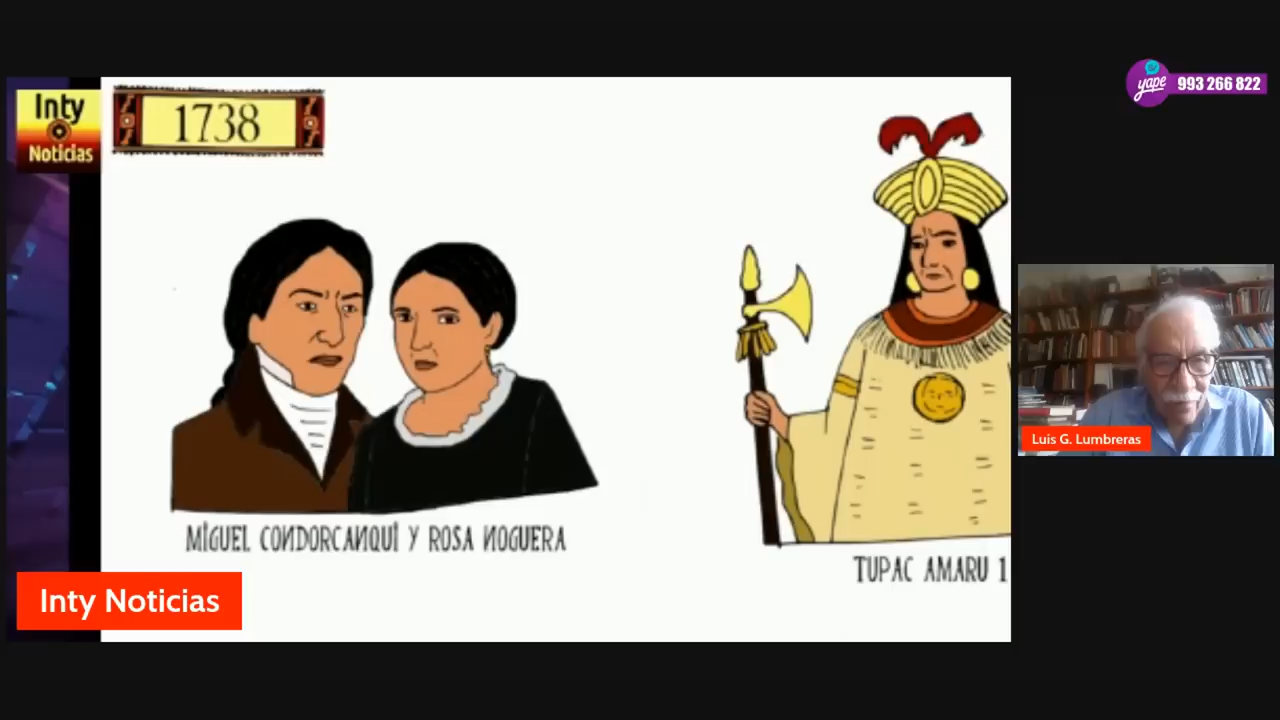 Inty
Noticias
1738
yape 993 266 822
MIGUEL CONDORCANQUI Y ROSA NOGUERA
TUPAC AMARU 1
Luis G. Lumbreras
Inty Noticias